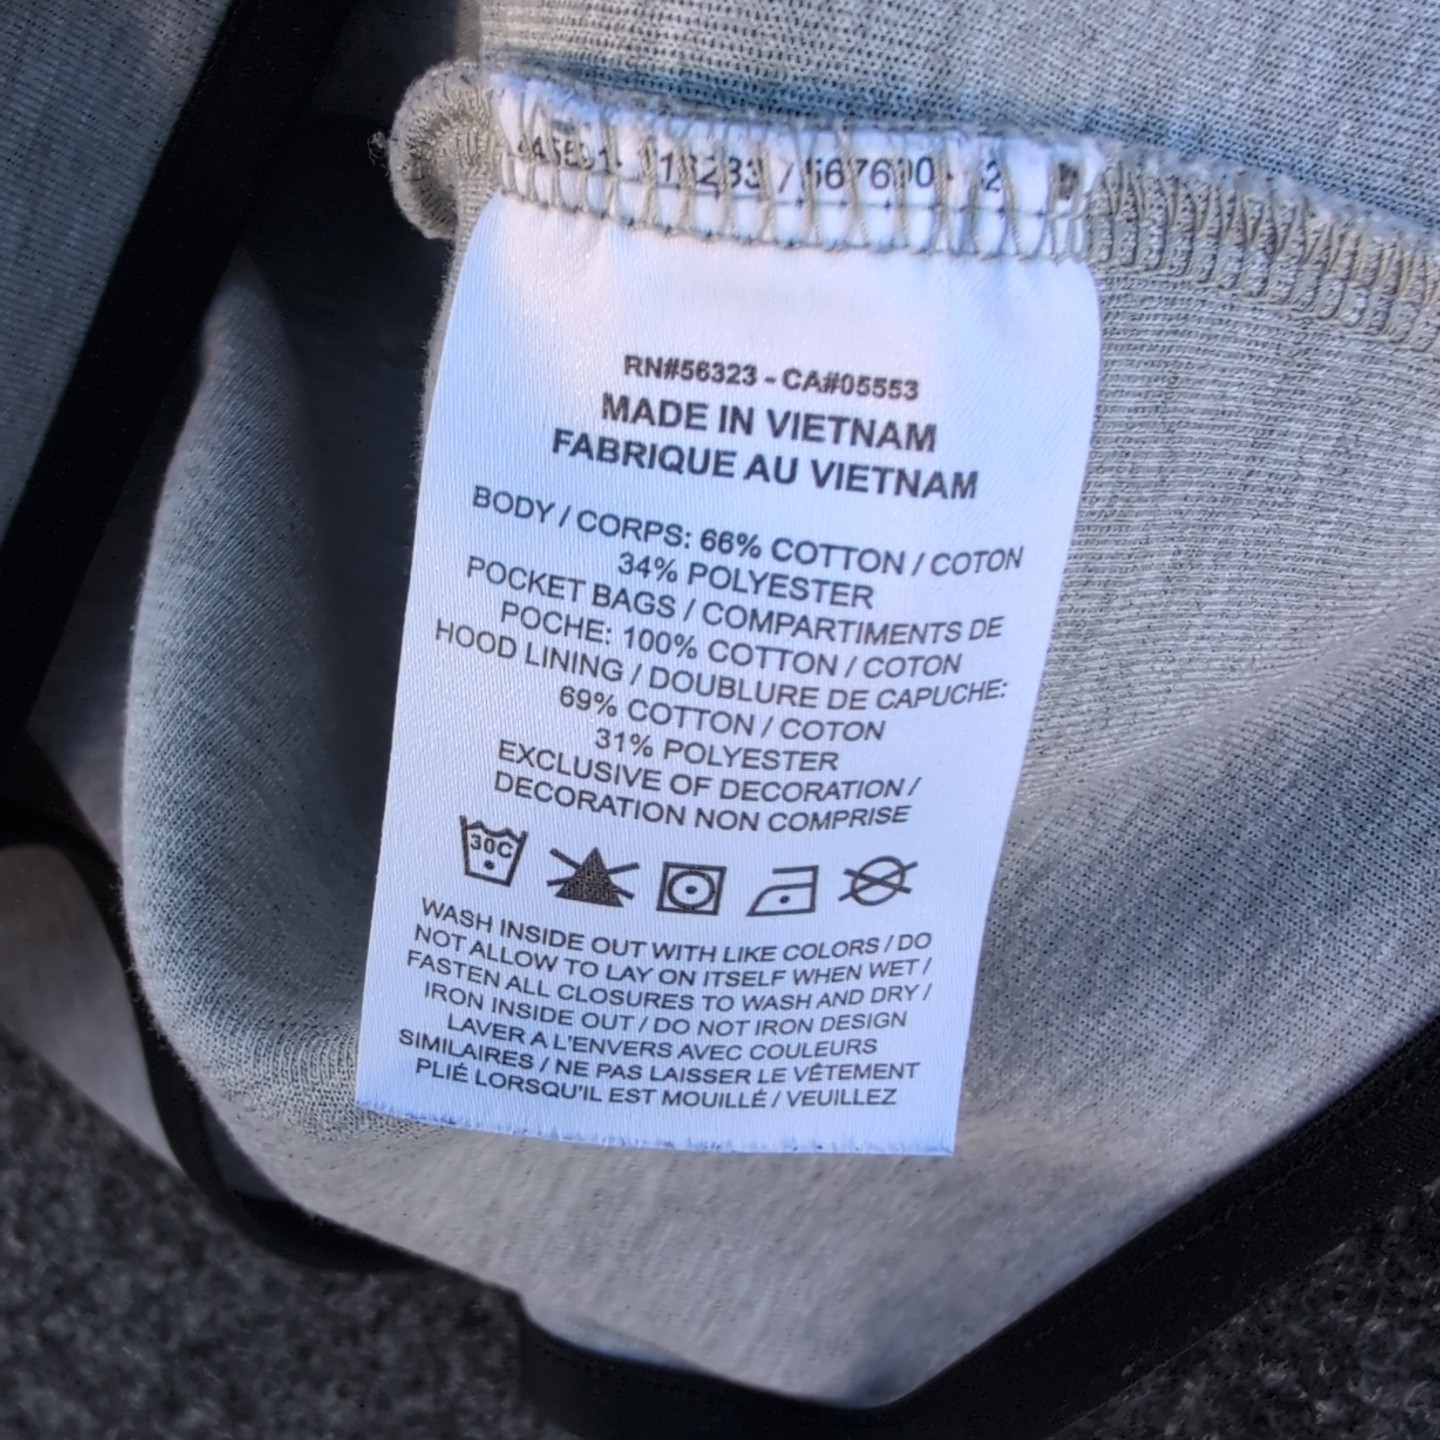 RN#56323 - CA#05553
MADE IN VIETNAM
FABRIQUE AU VIETNAM
BODY / CORPS: 66% COTTON / COTON
34% POLYESTER
POCKET BAGS / COMPARTIMENTS DE
POCHE: 100% COTTON / COTON
HOOD LINING / DOUBLURE DE CAPUCHE:
69% COTTON / COTON
31% POLYESTER
EXCLUSIVE OF DECORATION /
DECORATION NON COMPRISE
30C
WASH INSIDE OUT WITH LIKE COLORS / DO
NOT ALLOW TO LAY ON ITSELF WHEN WET /
FASTEN ALL CLOSURES TO WASH AND DRY /
IRON INSIDE OUT / DO NOT IRON DESIGN
LAVER A L'ENVERS AVEC COULEURS
SIMILAIRES / NE PAS LAISSER LE VÊTEMENT
PLIÉ LORSQU'IL EST MOUILLÉ / VEUILLEZ